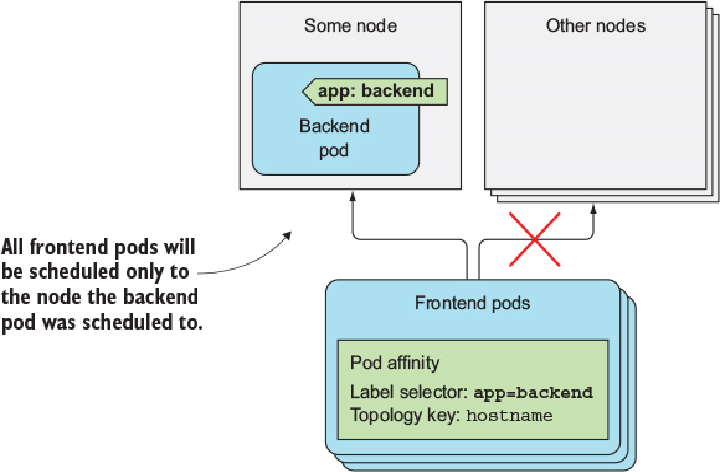 Some node
Other nodes
app: backend
Backend
pod
All frontend pods will
be scheduled only to
the node the backend
pod was scheduled to.
Frontend pods
Pod affinity
Label selector: app=backend
Topology key: hostname